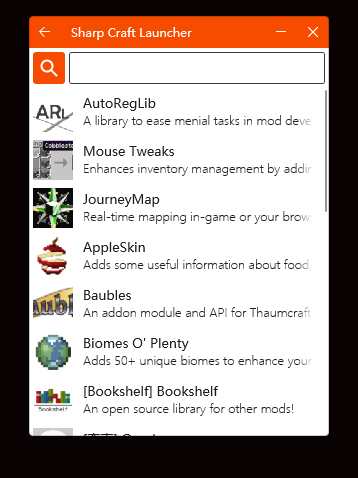 Sharp Craft Launcher
ARL
AutoRegLib
A library to ease menial tasks in mod deve
Cobblesto
Mouse Tweaks
Enhances inventory management by addin
JourneyMap
Real-time mapping in-game or your brow
AppleSkin
Adds some useful information about food,
Baubles
An addon module and API for Thaumcraft
Biomes O' Plenty
Adds 50+ unique biomes to enhance your
Bookshelf
[Bookshelf] Bookshelf
An open source library for other mods!